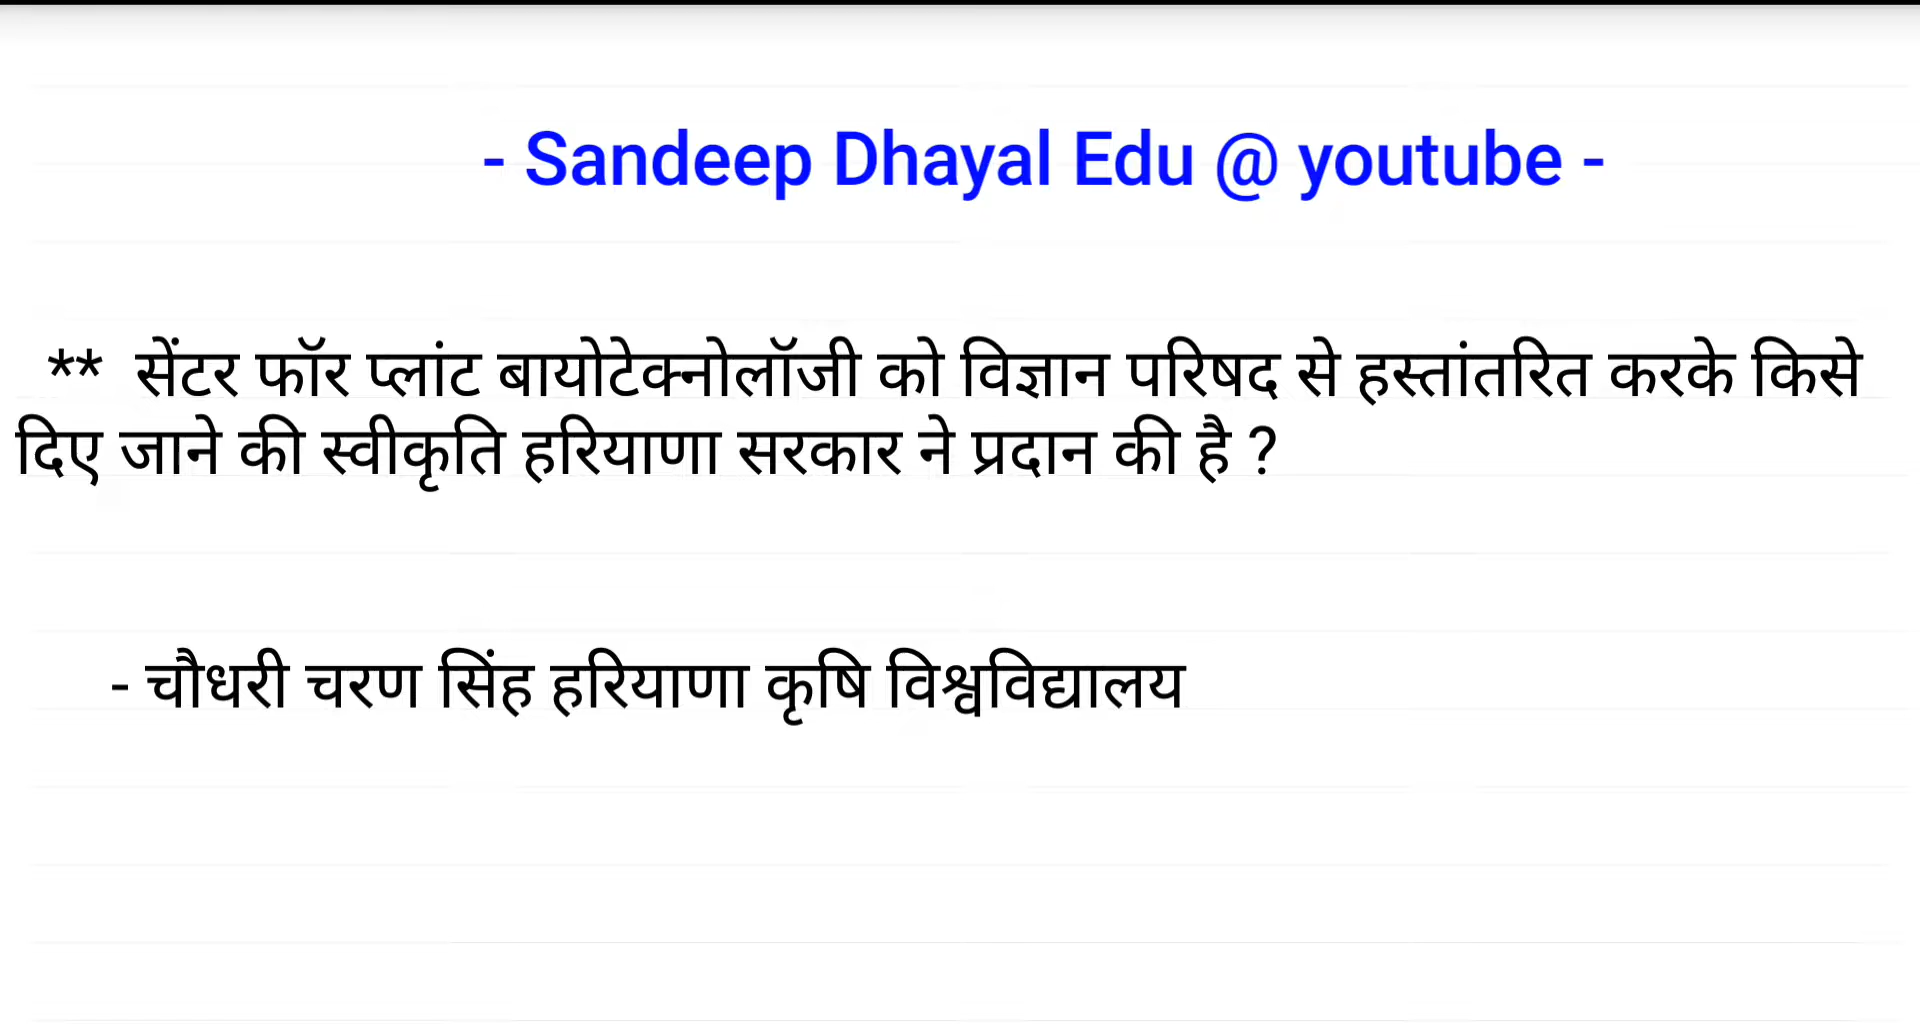 - Sandeep Dhayal Edu @ youtube -
** सेंटर फॉर प्लांट बायोटेक्नोलॉजी को विज्ञान परिषद से हस्तांतरित करके किसे
दिए जाने की स्वीकृति हरियाणा सरकार ने प्रदान की है ?
- चौधरी चरण सिंह हरियाणा कृषि विश्वविद्यालय